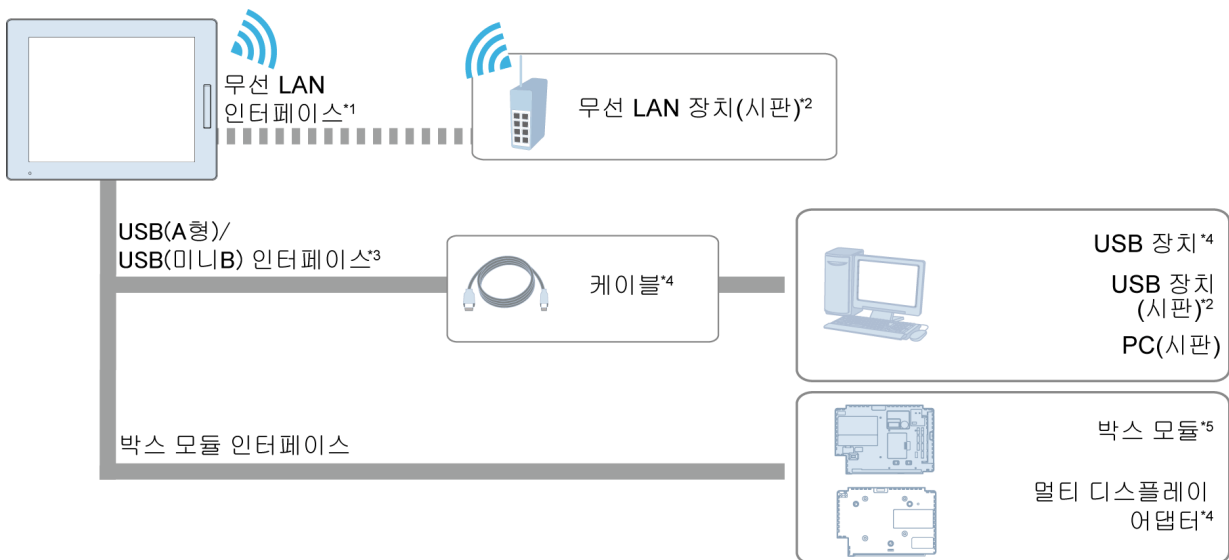 무선 LAN
인터페이스*1
무선 LAN 장치(시판)*2
USB(A형)/
USB(미니B) 인터페이스*3
케이블*4
USB 장치*4
USB 장치
(시판)*2
PC(시판)
박스 모듈 인터페이스
박스 모듈*5
멀티 디스플레이
어댑터*4